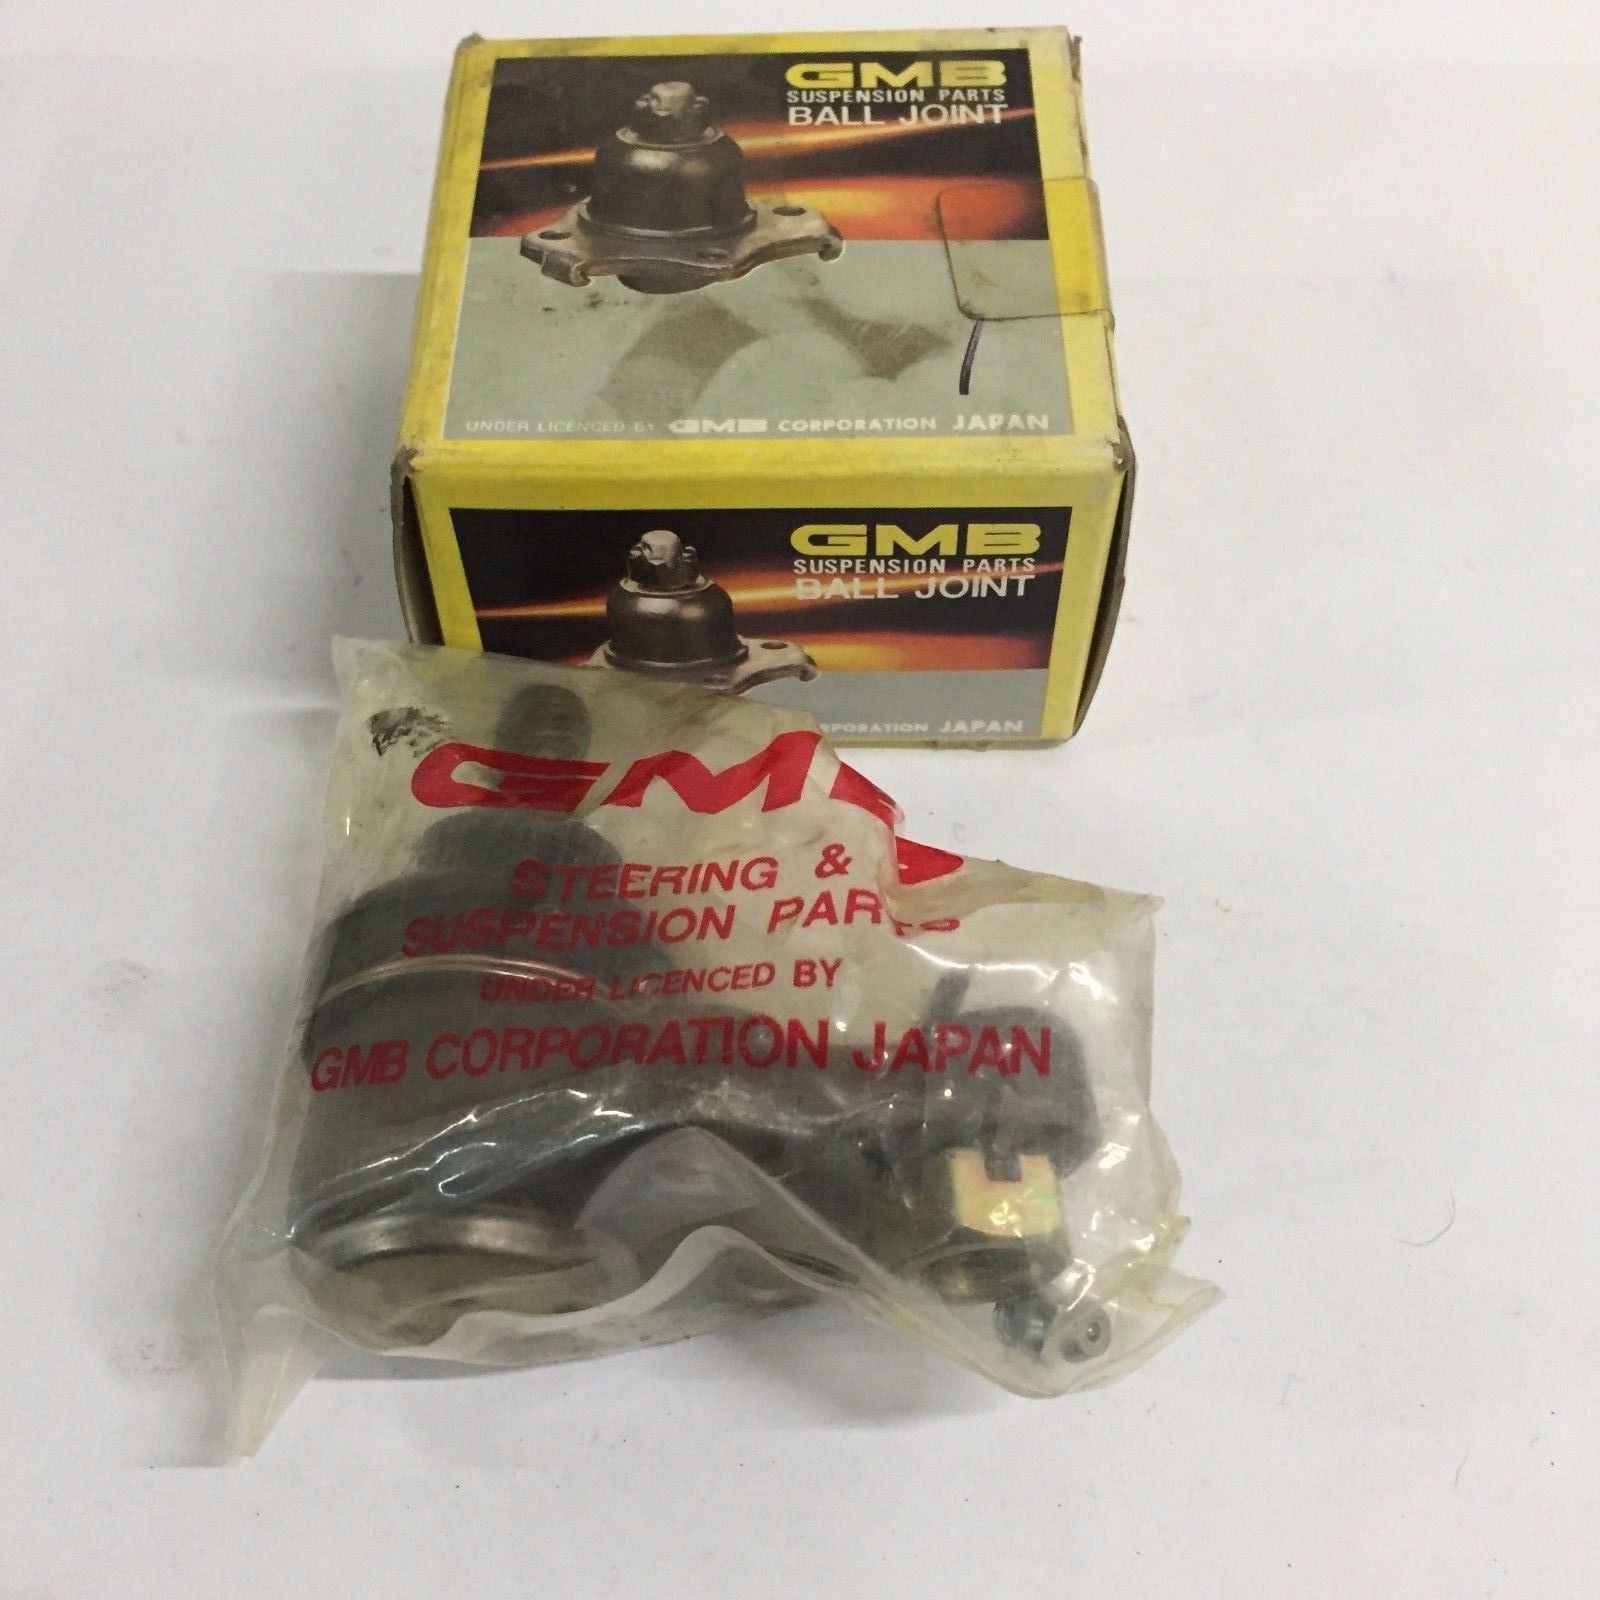 GMB
SUSPENSION PARTS
BALL JOINT
UNDER LICENCED BY GMB CORPORATION JAPAN
GMB
SUSPENSION PARTS
BALL JOINT
CORPORATION JAPAN
GMB
STEERING &
SUSPENSION PARTS
UNDER LICENCED BY
GMB CORPORATION JAPAN